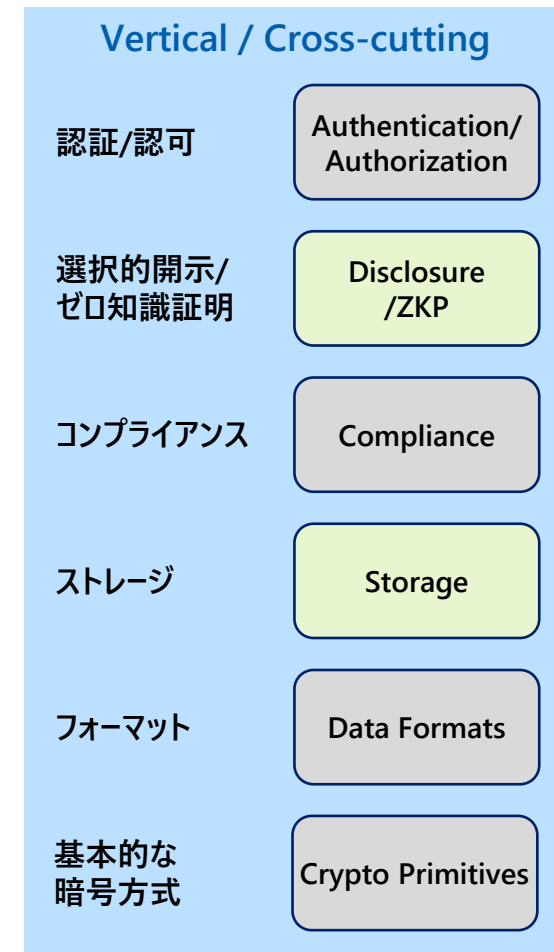 Vertical / Cross-cutting
認証/認可
Authentication/
Authorization
選択的開示/
ゼロ知識証明
Disclosure
/ZKP
コンプライアンス
Compliance
ストレージ
Storage
フォーマット
Data Formats
基本的な
暗号方式
Crypto Primitives